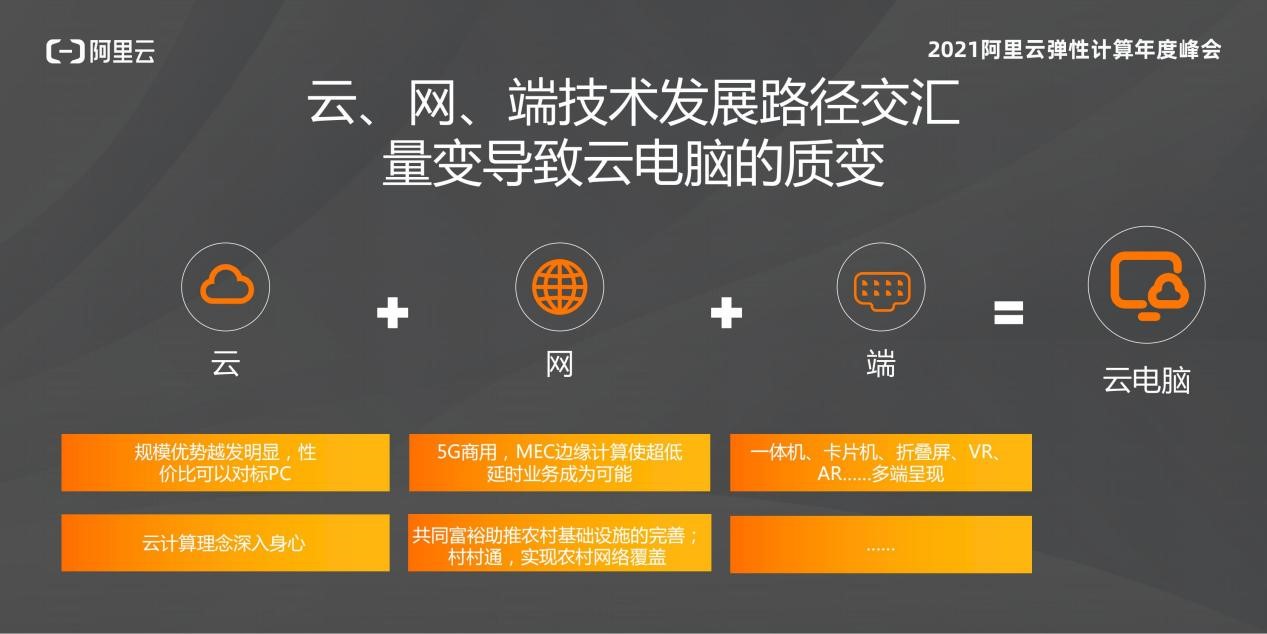 阿里云
2021阿里云弹性计算年度峰会
云、网、端技术发展路径交汇
量变导致云电脑的质变
云
网
端
云电脑
规模优势越发明显，性
价比可以对标PC
5G商用，MEC边缘计算使超低
延时业务成为可能
一体机、卡片机、折叠屏、VR、
AR......多端呈现
云计算理念深入身心
共同富裕助推农村基础设施的完善；
村村通，实现农村网络覆盖
......